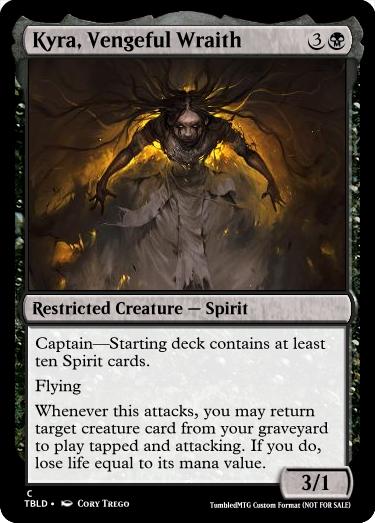 Kyra, Vengeful Wraith 3
Restricted Creature — Spirit
Captain—Starting deck contains at least
ten Spirit cards.
Flying
Whenever this attacks, you may return
target creature card from your graveyard
to play tapped and attacking. If you do,
lose life equal to its mana value.
3/1
C
TBLD • Cory Trego
TumbledMTG Custom Format (NOT FOR SALE)